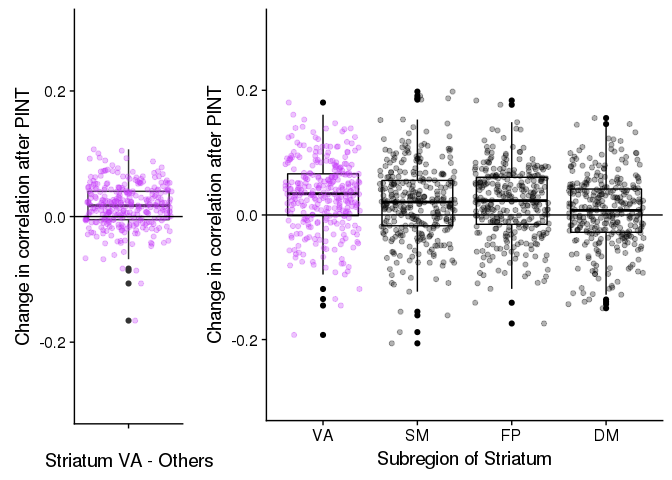 Change in correlation after PINT
0.2
0.0
-0.2
Striatum VA - Others
Change in correlation after PINT
0.2
0.0
-0.2
VA SM FP DM
Subregion of Striatum